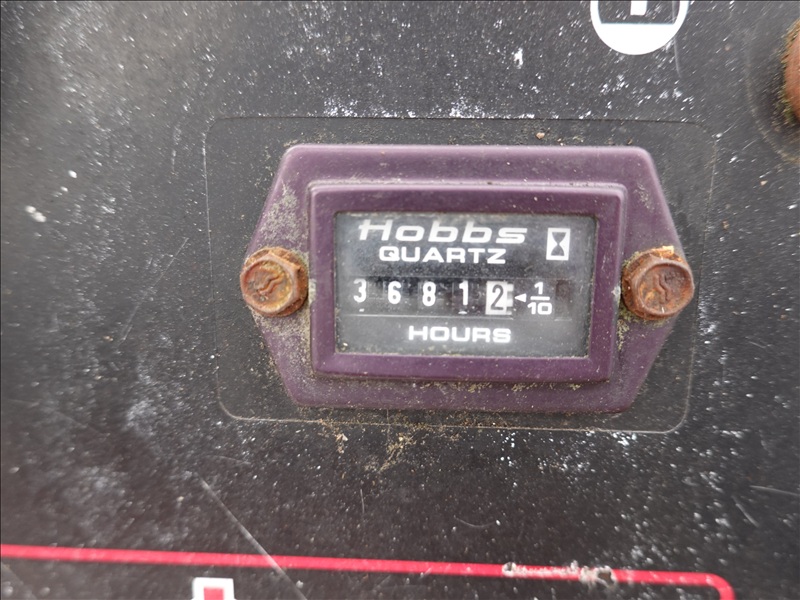 Hobbs
QUARTZ
3 6 8 1 2 ◄ 1/10
HOURS